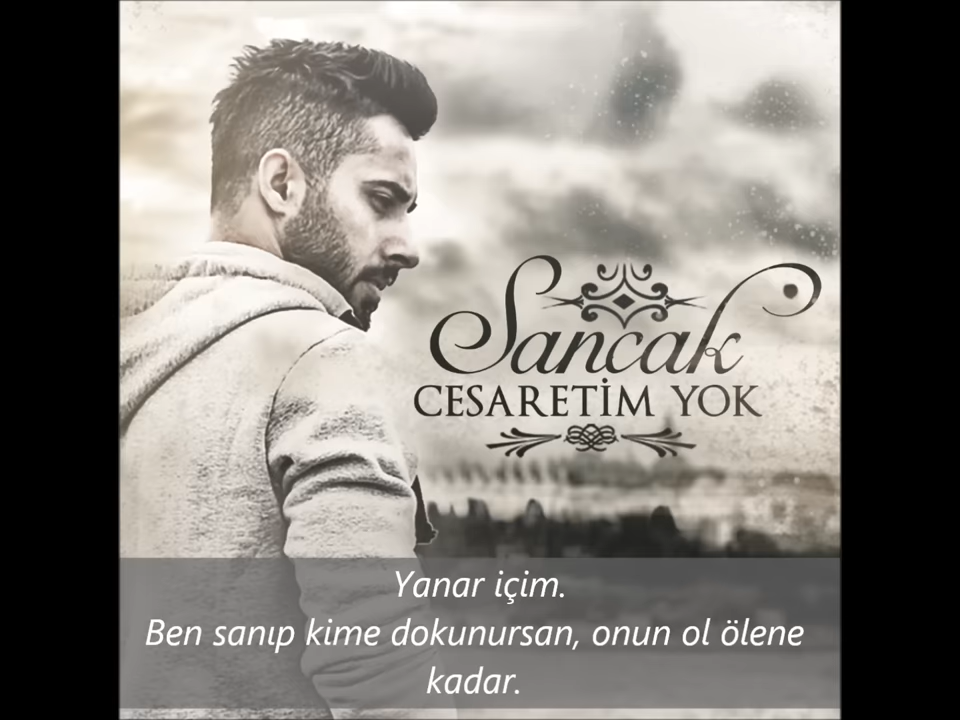 Sancak
CESARETİM YOK
Yanar içim.
Ben sanıp kime dokunursan, onun ol ölene
kadar.